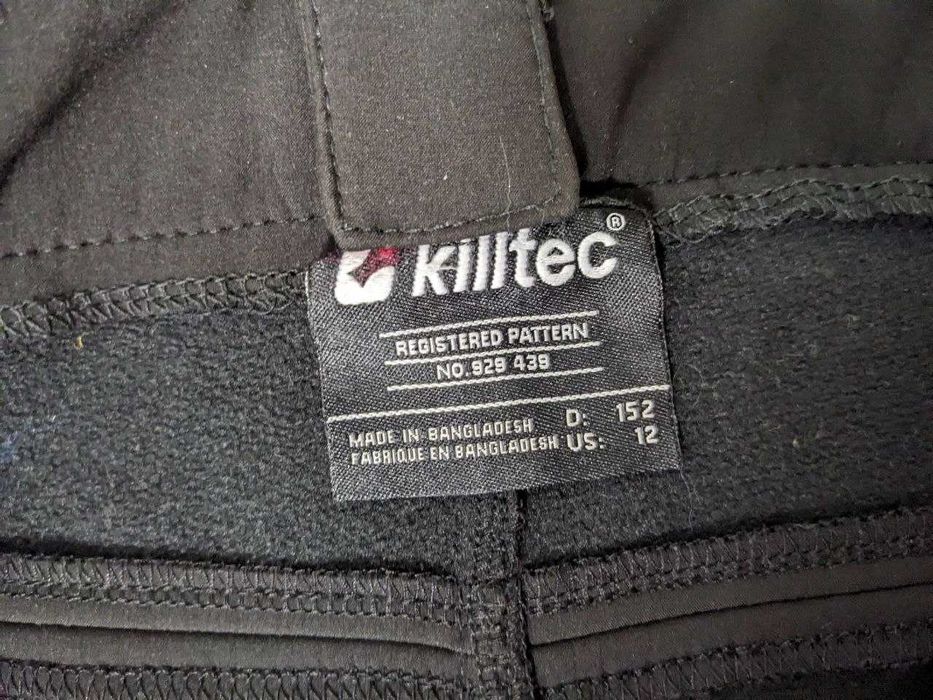 killtec®
REGISTERED PATTERN
NO.929 439
MADE IN BANGLADESH
FABRIQUE EN BANGLADESH
D: 152
US: 12